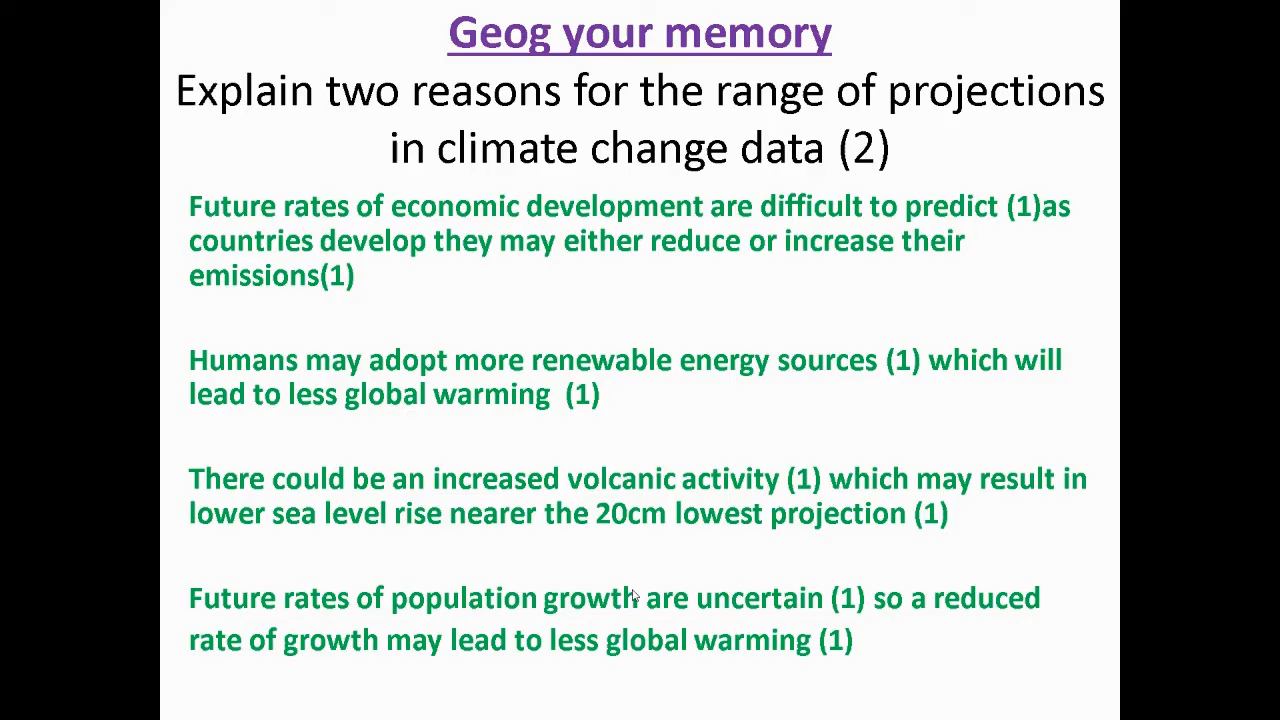 Geog your memory
Explain two reasons for the range of projections
in climate change data (2)
Future rates of economic development are difficult to predict (1)as
countries develop they may either reduce or increase their
emissions(1)
Humans may adopt more renewable energy sources (1) which will
lead to less global warming  (1)
There could be an increased volcanic activity (1) which may result in
lower sea level rise nearer the 20cm lowest projection (1)
Future rates of population growth are uncertain (1) so a reduced
rate of growth may lead to less global warming (1)